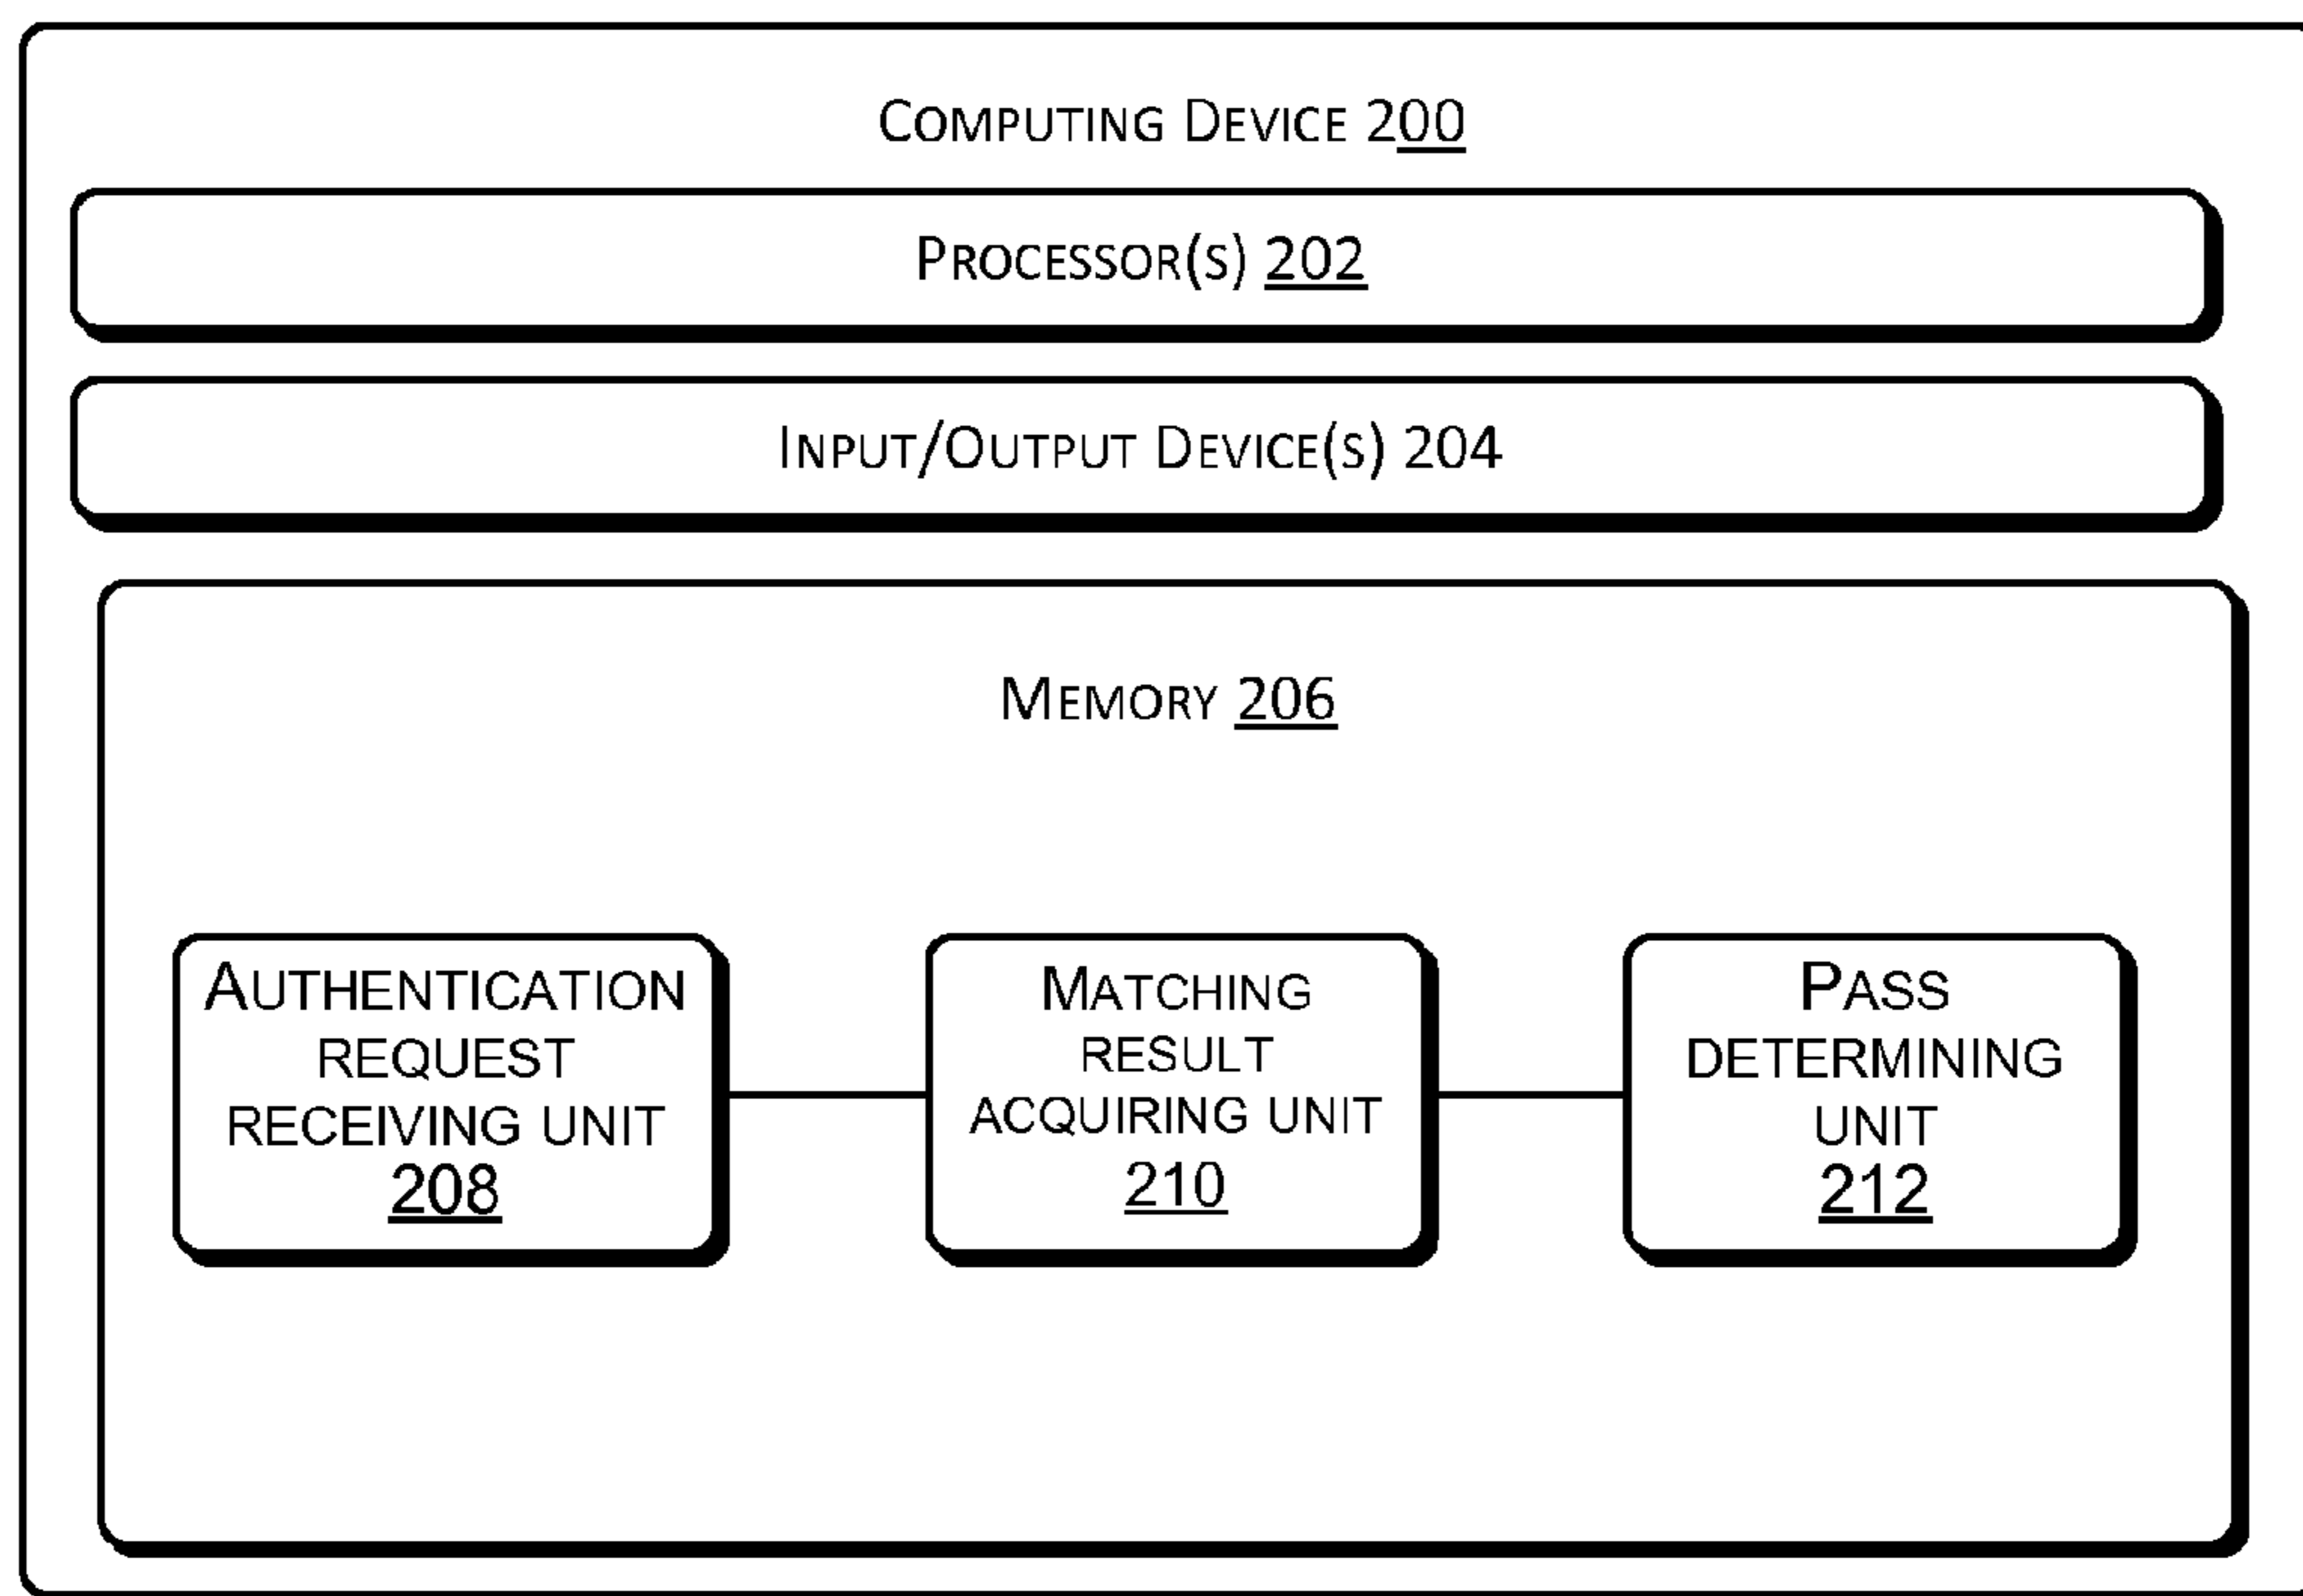 COMPUTING DEVICE 200
PROCESSOR(S) 202
INPUT/OUTPUT DEVICE(S) 204
MEMORY 206
AUTHENTICATION
REQUEST
RECEIVING UNIT
208
MATCHING
RESULT
ACQUIRING UNIT
210
PASS
DETERMINING
UNIT
212